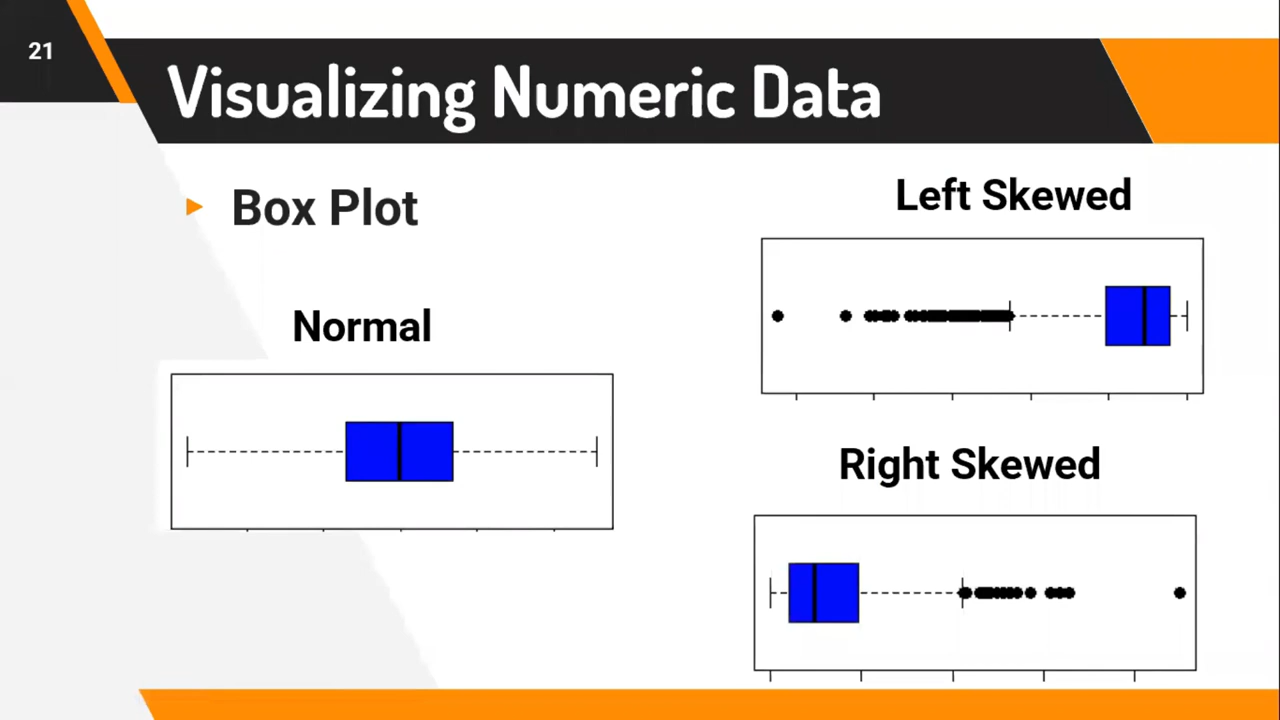 21
Visualizing Numeric Data
Box Plot
Normal
Left Skewed
Right Skewed